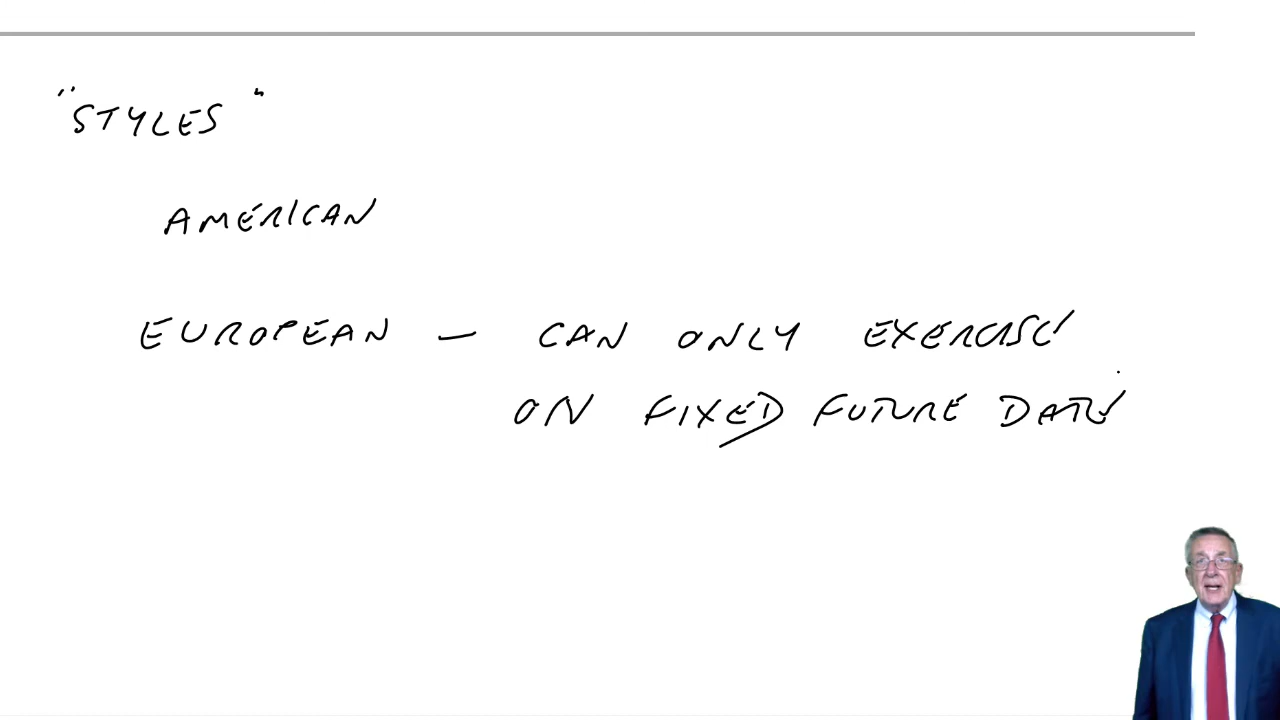 "STYLES"
AMERICAN
EUROPEAN – CAN ONLY EXERCISE
ON FIXED FUTURE DATE